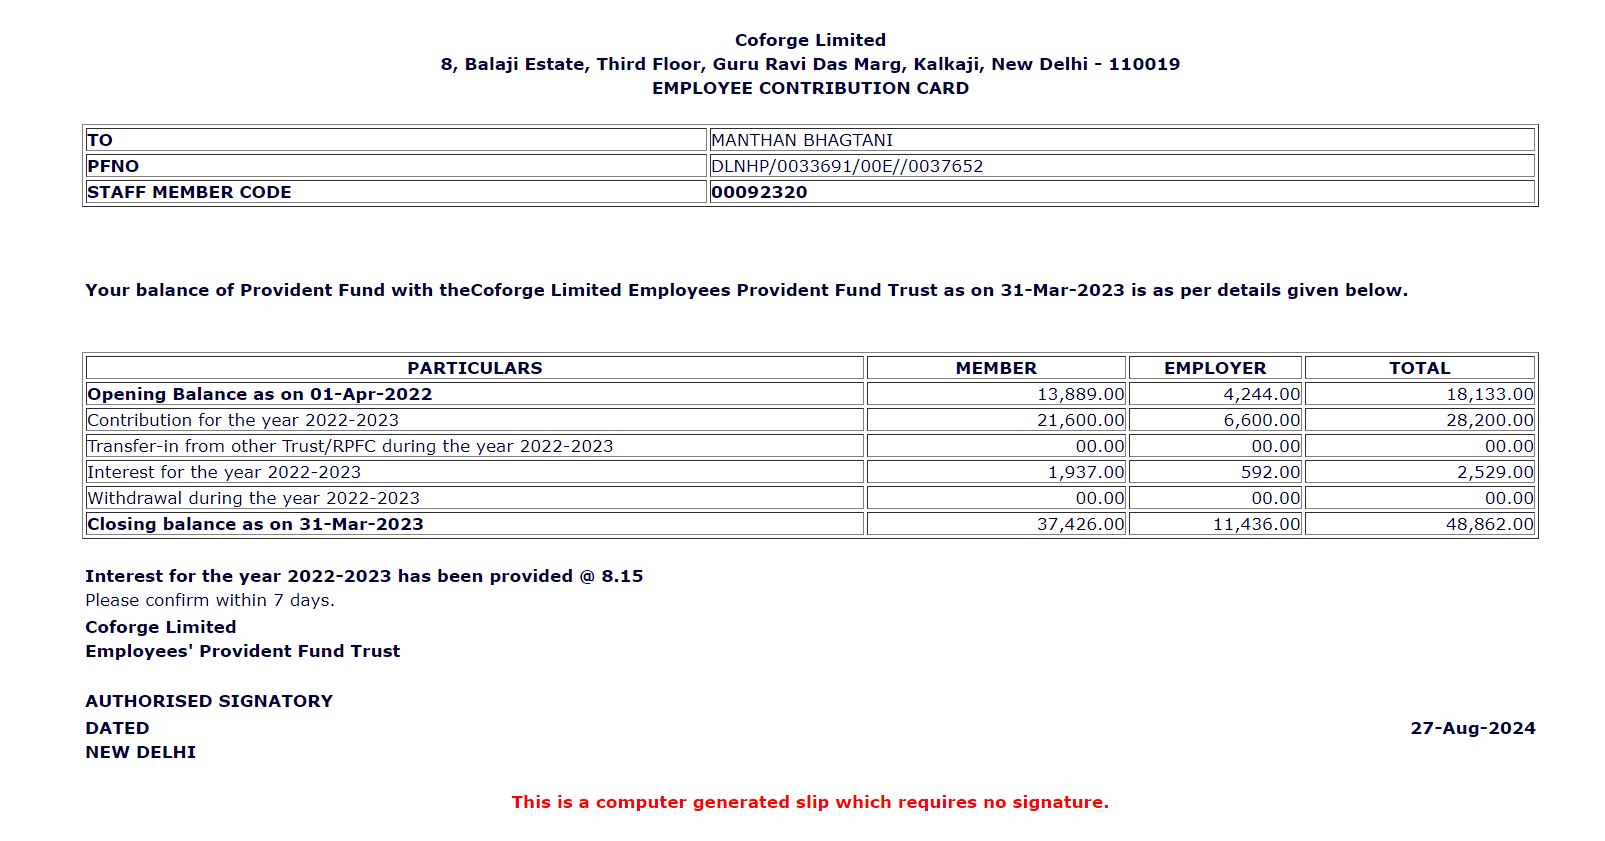 Coforge Limited
8, Balaji Estate, Third Floor, Guru Ravi Das Marg, Kalkaji, New Delhi - 110019
EMPLOYEE CONTRIBUTION CARD
TO MANTHAN BHAGTANI
PFNO DLNHP/0033691/00E//0037652
STAFF MEMBER CODE 00092320
Your balance of Provident Fund with theCoforge Limited Employees Provident Fund Trust as on 31-Mar-2023 is as per details given below.
PARTICULARS MEMBER EMPLOYER TOTAL
Opening Balance as on 01-Apr-2022 13,889.00 4,244.00 18,133.00
Contribution for the year 2022-2023 21,600.00 6,600.00 28,200.00
Transfer-in from other Trust/RPFC during the year 2022-2023 00.00 00.00 00.00
Interest for the year 2022-2023 1,937.00 592.00 2,529.00
Withdrawal during the year 2022-2023 00.00 00.00 00.00
Closing balance as on 31-Mar-2023 37,426.00 11,436.00 48,862.00
Interest for the year 2022-2023 has been provided @ 8.15
Please confirm within 7 days.
Coforge Limited
Employees' Provident Fund Trust
AUTHORISED SIGNATORY
DATED 27-Aug-2024
NEW DELHI
This is a computer generated slip which requires no signature.